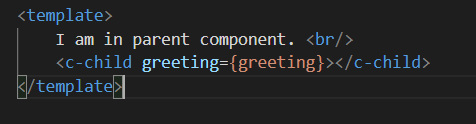 <template>
I am in parent component. <br/>
<c-child greeting={greeting}></c-child>
</template>